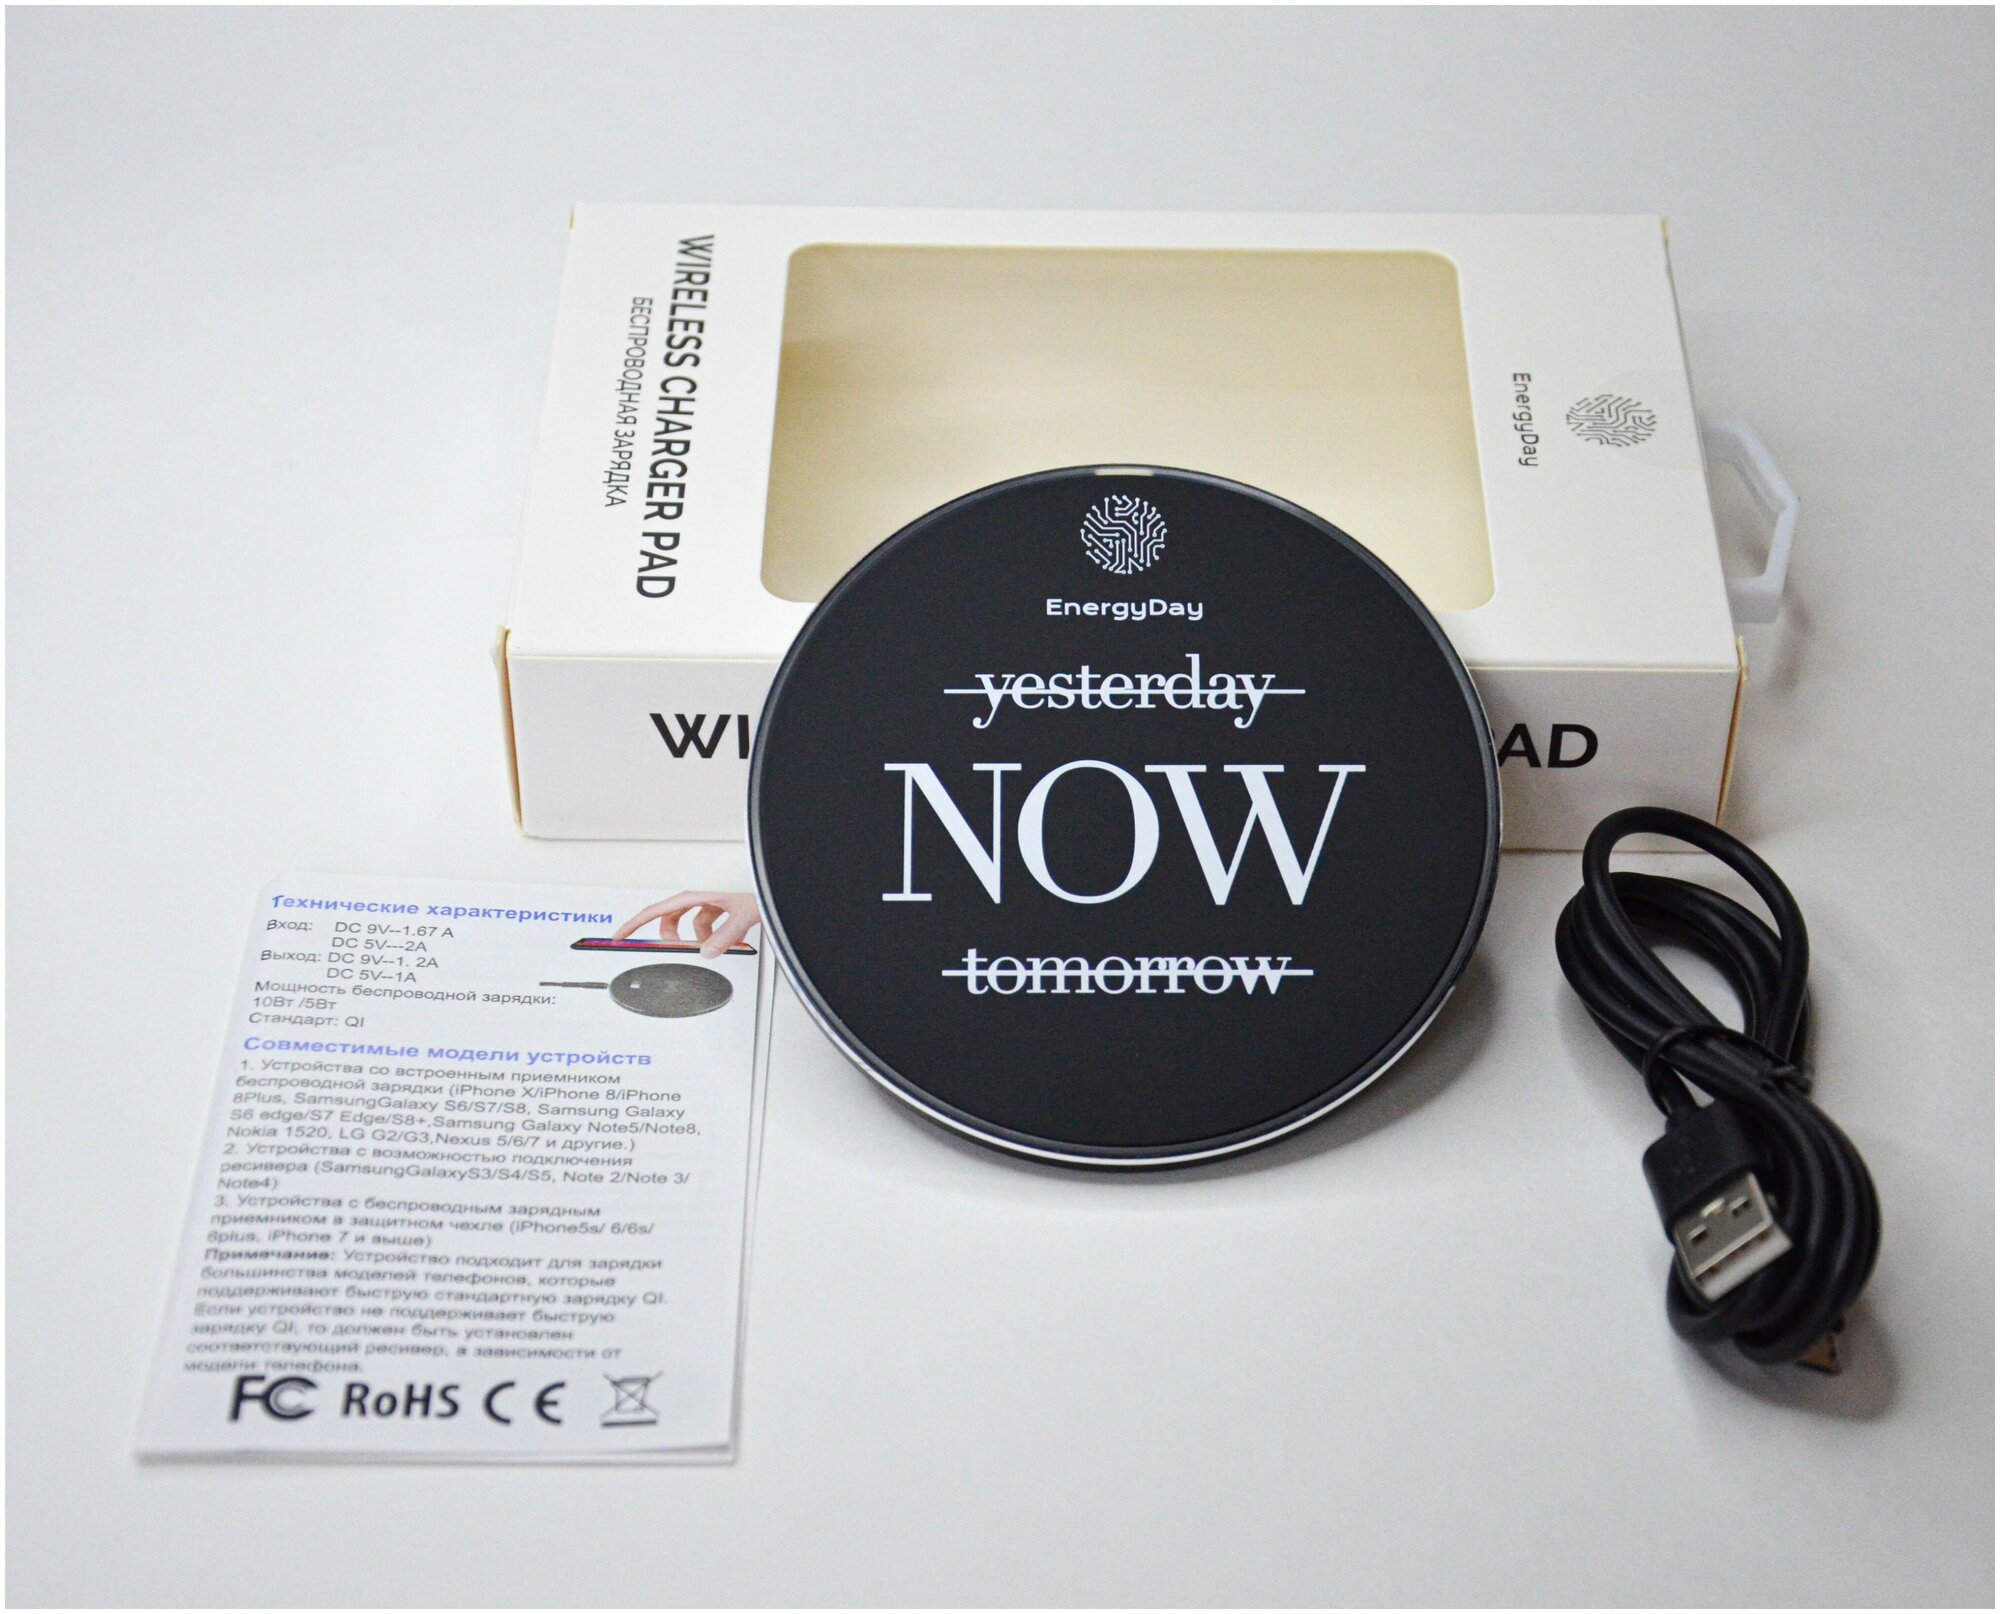 WIRELESS CHARGER PAD
БЕСПРОВОДНАЯ ЗАРЯДКА
EnergyDay
EnergyDay
yesterday
NOW
tomorrow
WI
AD
Технические характеристики
Вход: DC 9V--1.67 A
DC 5V---2A
Выход: DC 9V--1. 2A
DC 5V--1A
Мощность беспроводной зарядки:
10Вт /5Вт
Стандарт: QI
Совместимые модели устройств
1. Устройства со встроенным приемником
беспроводной зарядки (iPhone X/iPhone 8/iPhone
8Plus, SamsungGalaxy S6/S7/S8, Samsung Galaxy
S6 edge/S7 Edge/S8+,Samsung Galaxy Note5/Note8,
Nokia 1520, LG G2/G3,Nexus 5/6/7 и другие.)
2. Устройства с возможностью подключения
ресивера (SamsungGalaxyS3/S4/S5, Note 2/Note 3/
Note4)
3. Устройства с беспроводным зарядным
приемником в защитном чехле (iPhone5s/ 6/6s/
6plus, iPhone 7 и выше)
Примечание: Устройство подходит для зарядки
большинства моделей телефонов, которые
поддерживают быструю стандартную зарядку QI.
Если устройство не поддерживает быструю
зарядку QI, то должен быть установлен
соответствующий ресивер, в зависимости от
модели телефона.
FC RoHS CE